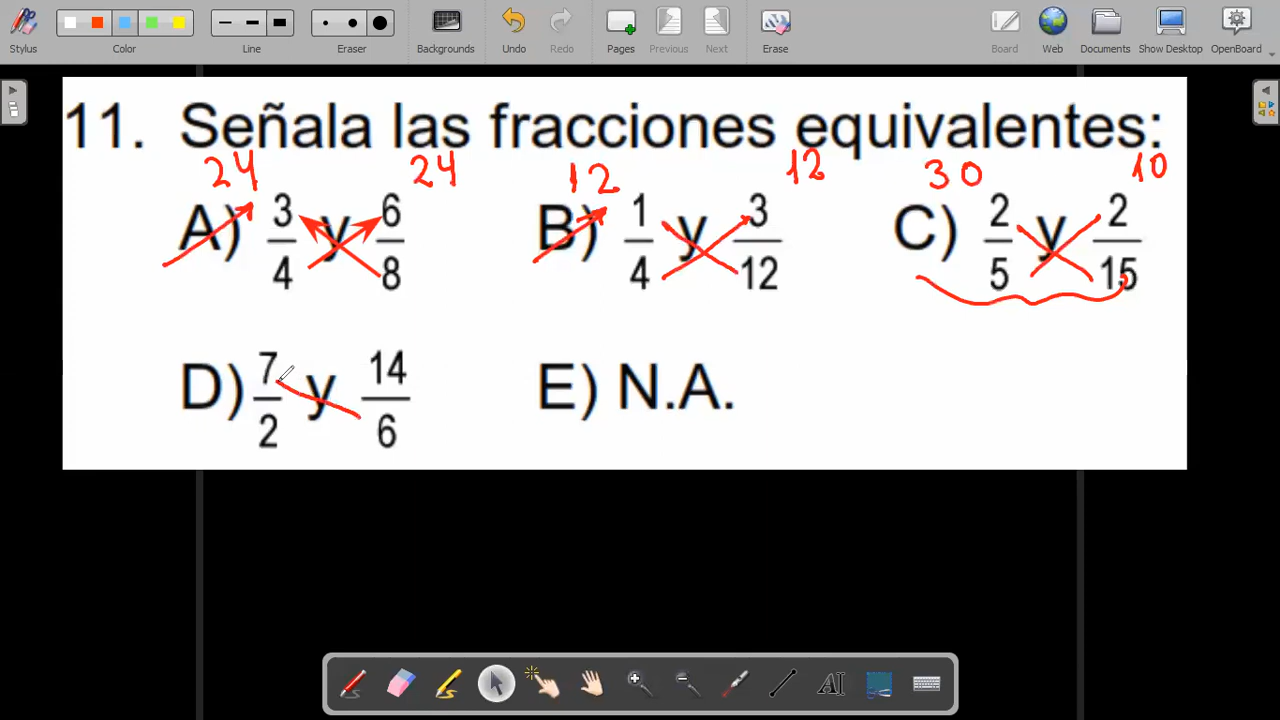 Stylus Color Line Eraser Backgrounds Undo Redo Pages Previous Next Erase Board Web Documents Show Desktop OpenBoard
11. Señala las fracciones equivalentes:
24 24 12 12 30 10
A) 3/4 y 6/8 B) 1/4 y 3/12 C) 2/5 y 2/15
D) 7/2 y 14/6 E) N.A.
AI